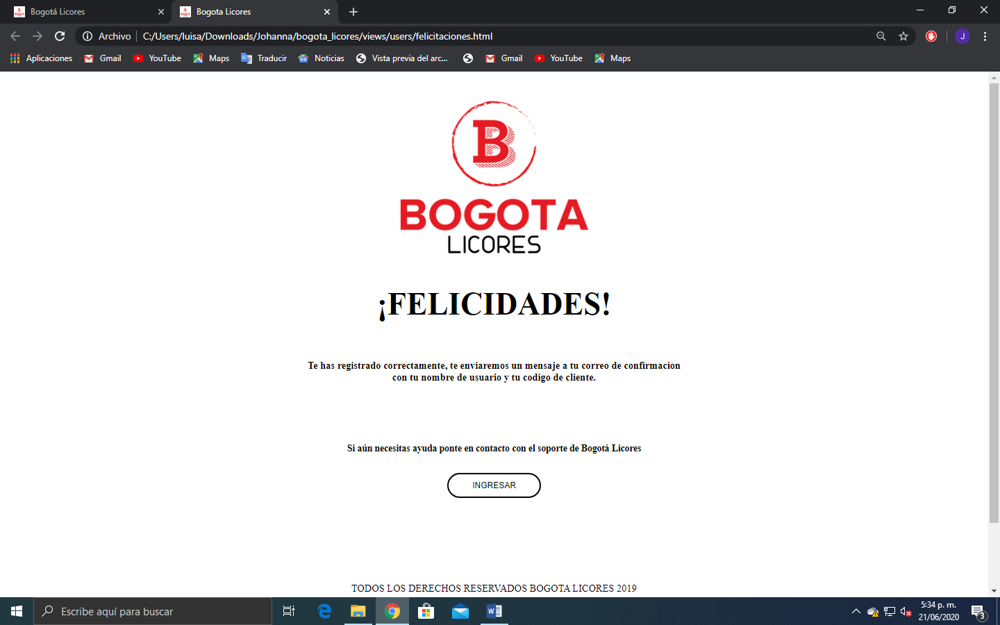 Bogotá Licores
Bogota Licores
Archivo
C:/Users/luisa/Downloads/Johanna/bogota_licores/views/users/felicitaciones.html
J
Aplicaciones
Gmail
YouTube
Maps
Traducir
Noticias
Vista previa del arc...
Gmail
YouTube
Maps
B
BOGOTA
LICORES
¡FELICIDADES!
Te has registrado correctamente, te enviaremos un mensaje a tu correo de confirmacion
con tu nombre de usuario y tu codigo de cliente.
Si aún necesitas ayuda ponte en contacto con el soporte de Bogotá Licores
INGRESAR
TODOS LOS DERECHOS RESERVADOS BOGOTA LICORES 2019
Escribe aquí para buscar
5:34 p. m.
21/06/2020
3